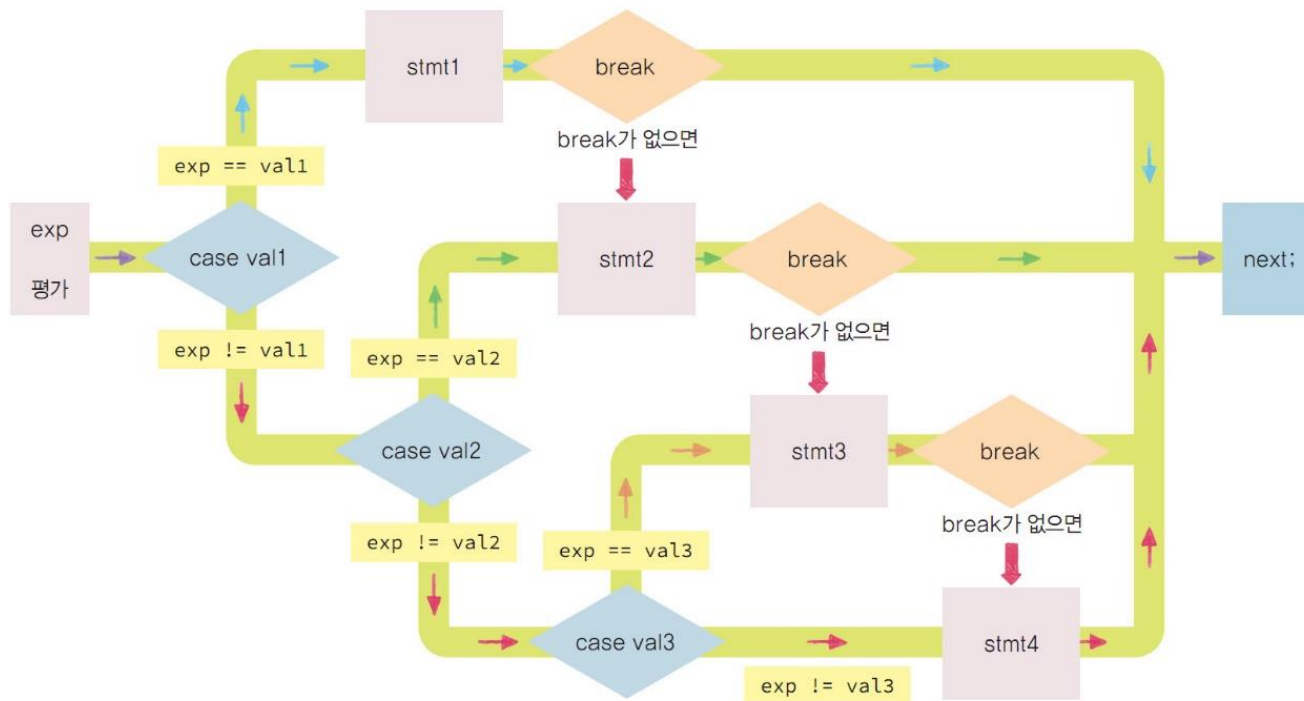 stmt1
break
break가 없으면
exp == val1
exp
평가
case val1
stmt2
break
next;
break가 없으면
exp != val1
exp == val2
case val2
stmt3
break
break가 없으면
exp != val2
exp == val3
case val3
stmt4
exp != val3